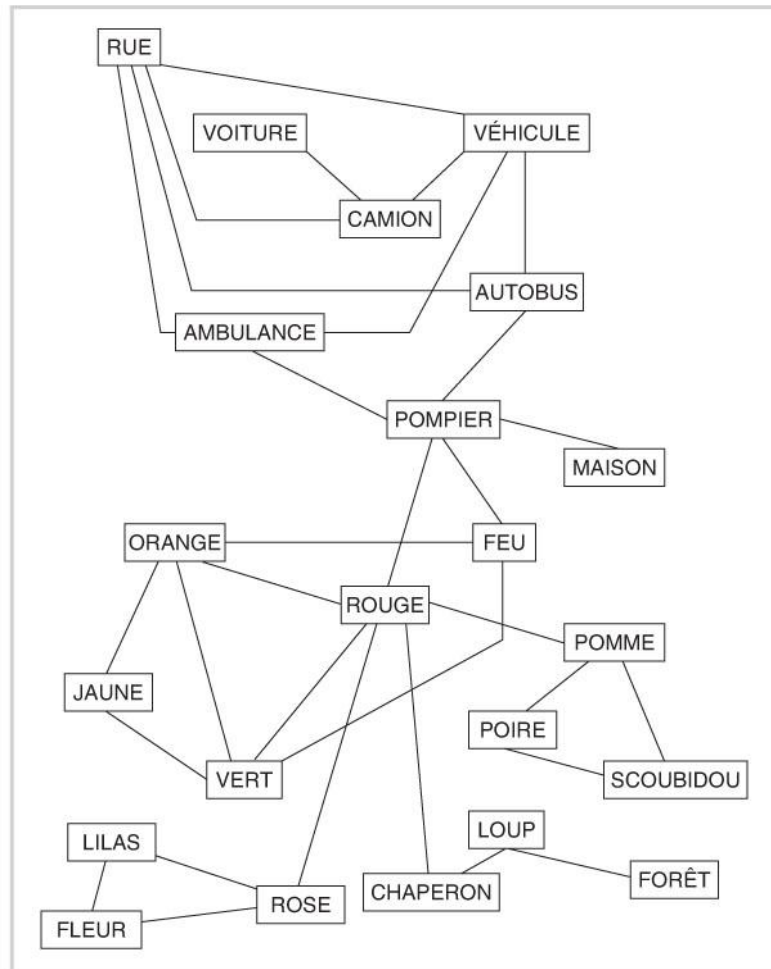 RUE
VOITURE
VÉHICULE
CAMION
AUTOBUS
AMBULANCE
POMPIER
MAISON
ORANGE
FEU
ROUGE
POMME
JAUNE
POIRE
VERT
SCOUBIDOU
LILAS
LOUP
CHAPERON
FORÊT
ROSE
FLEUR